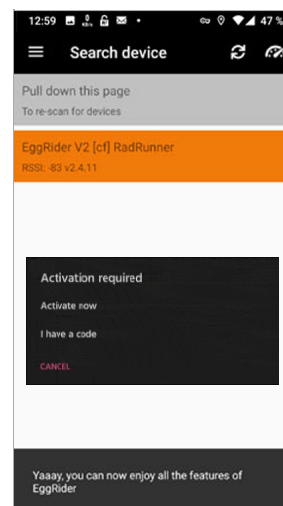 12:59 47 %
Search device
Pull down this page
To re-scan for devices
EggRider V2 [cf] RadRunner
RSSI: -83 v2.4.11
Activation required
Activate now
I have a code
CANCEL
Yaaay, you can now enjoy all the features of
EggRider